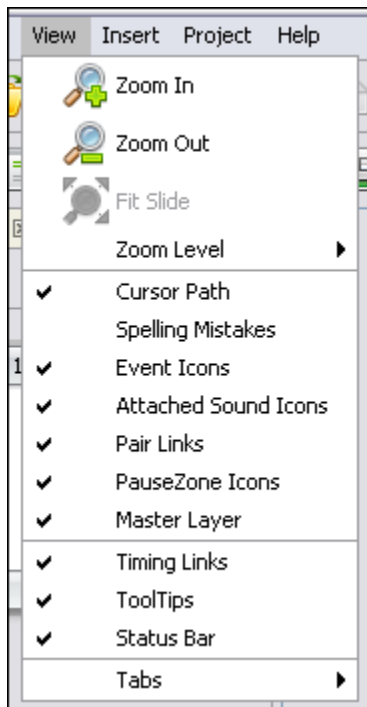 View Insert Project Help
Zoom In
Zoom Out
Fit Slide
Zoom Level
Cursor Path
Spelling Mistakes
1
Event Icons
Attached Sound Icons
Pair Links
PauseZone Icons
Master Layer
Timing Links
ToolTips
Status Bar
Tabs